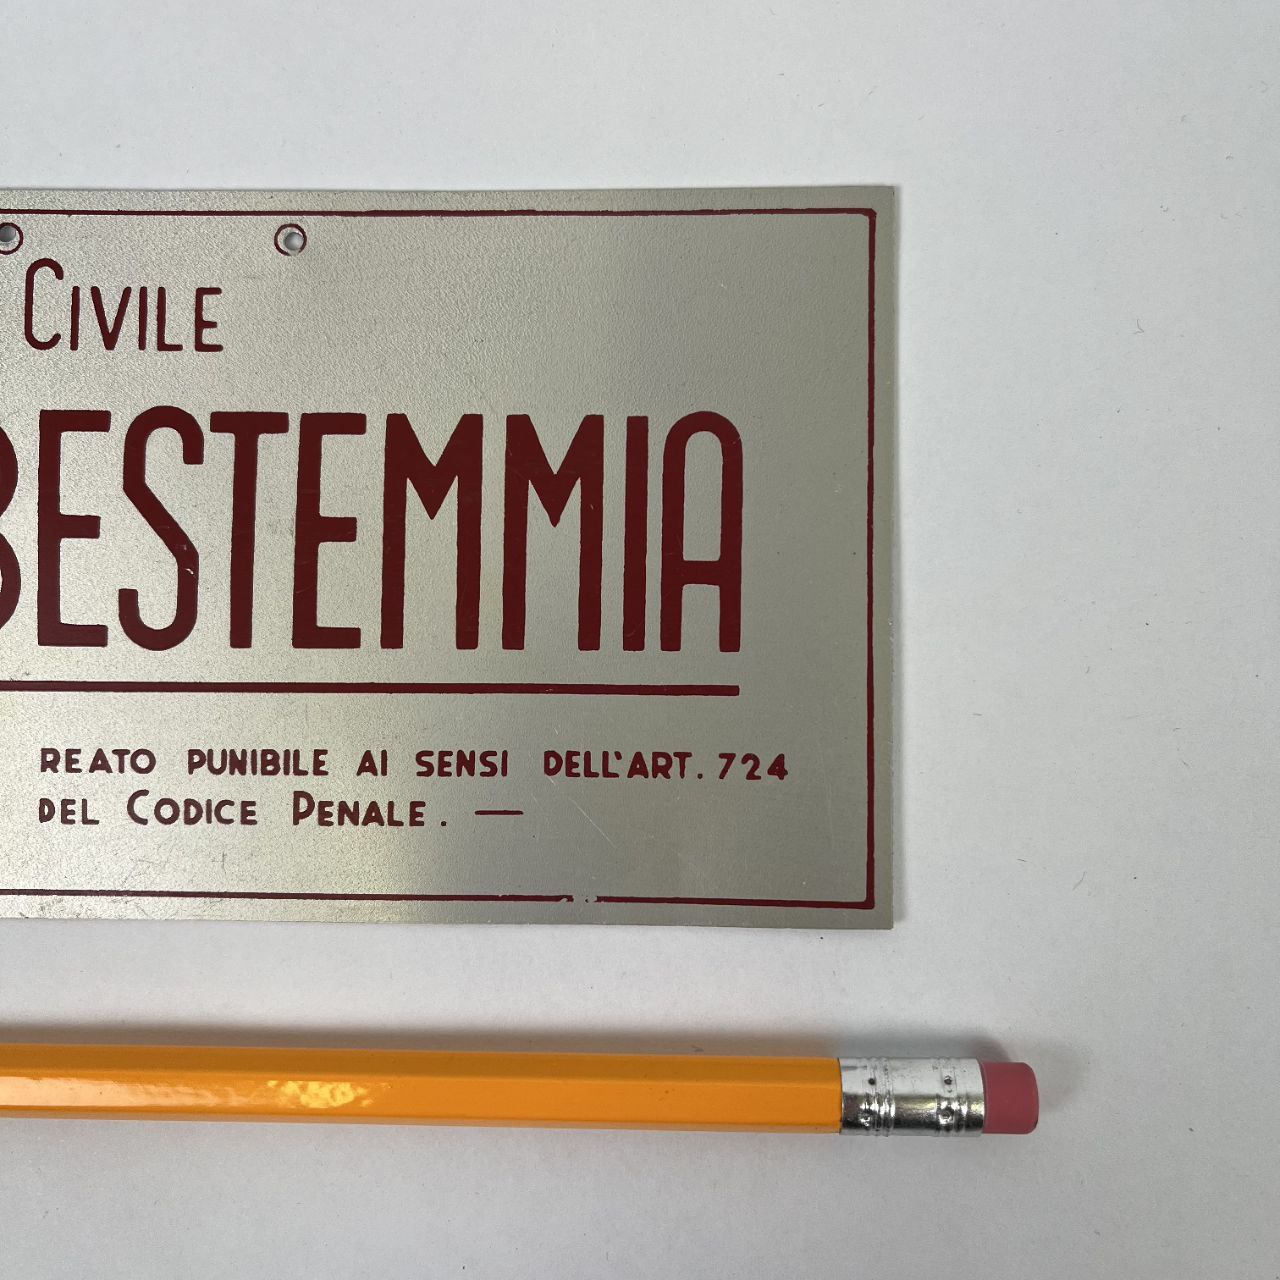 CIVILE
BESTEMMIA
REATO PUNIBILE AI SENSI DELL'ART. 724
DEL CODICE PENALE. —